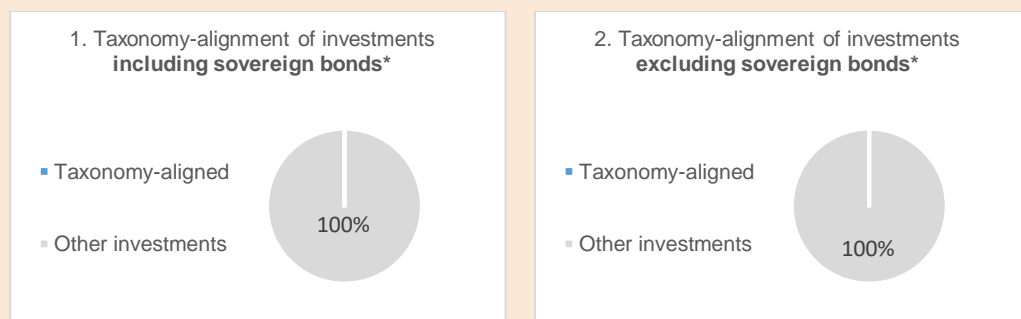 1. Taxonomy-alignment of investments
including sovereign bonds*
Taxonomy-aligned
Other investments
100%
2. Taxonomy-alignment of investments
excluding sovereign bonds*
Taxonomy-aligned
Other investments
100%